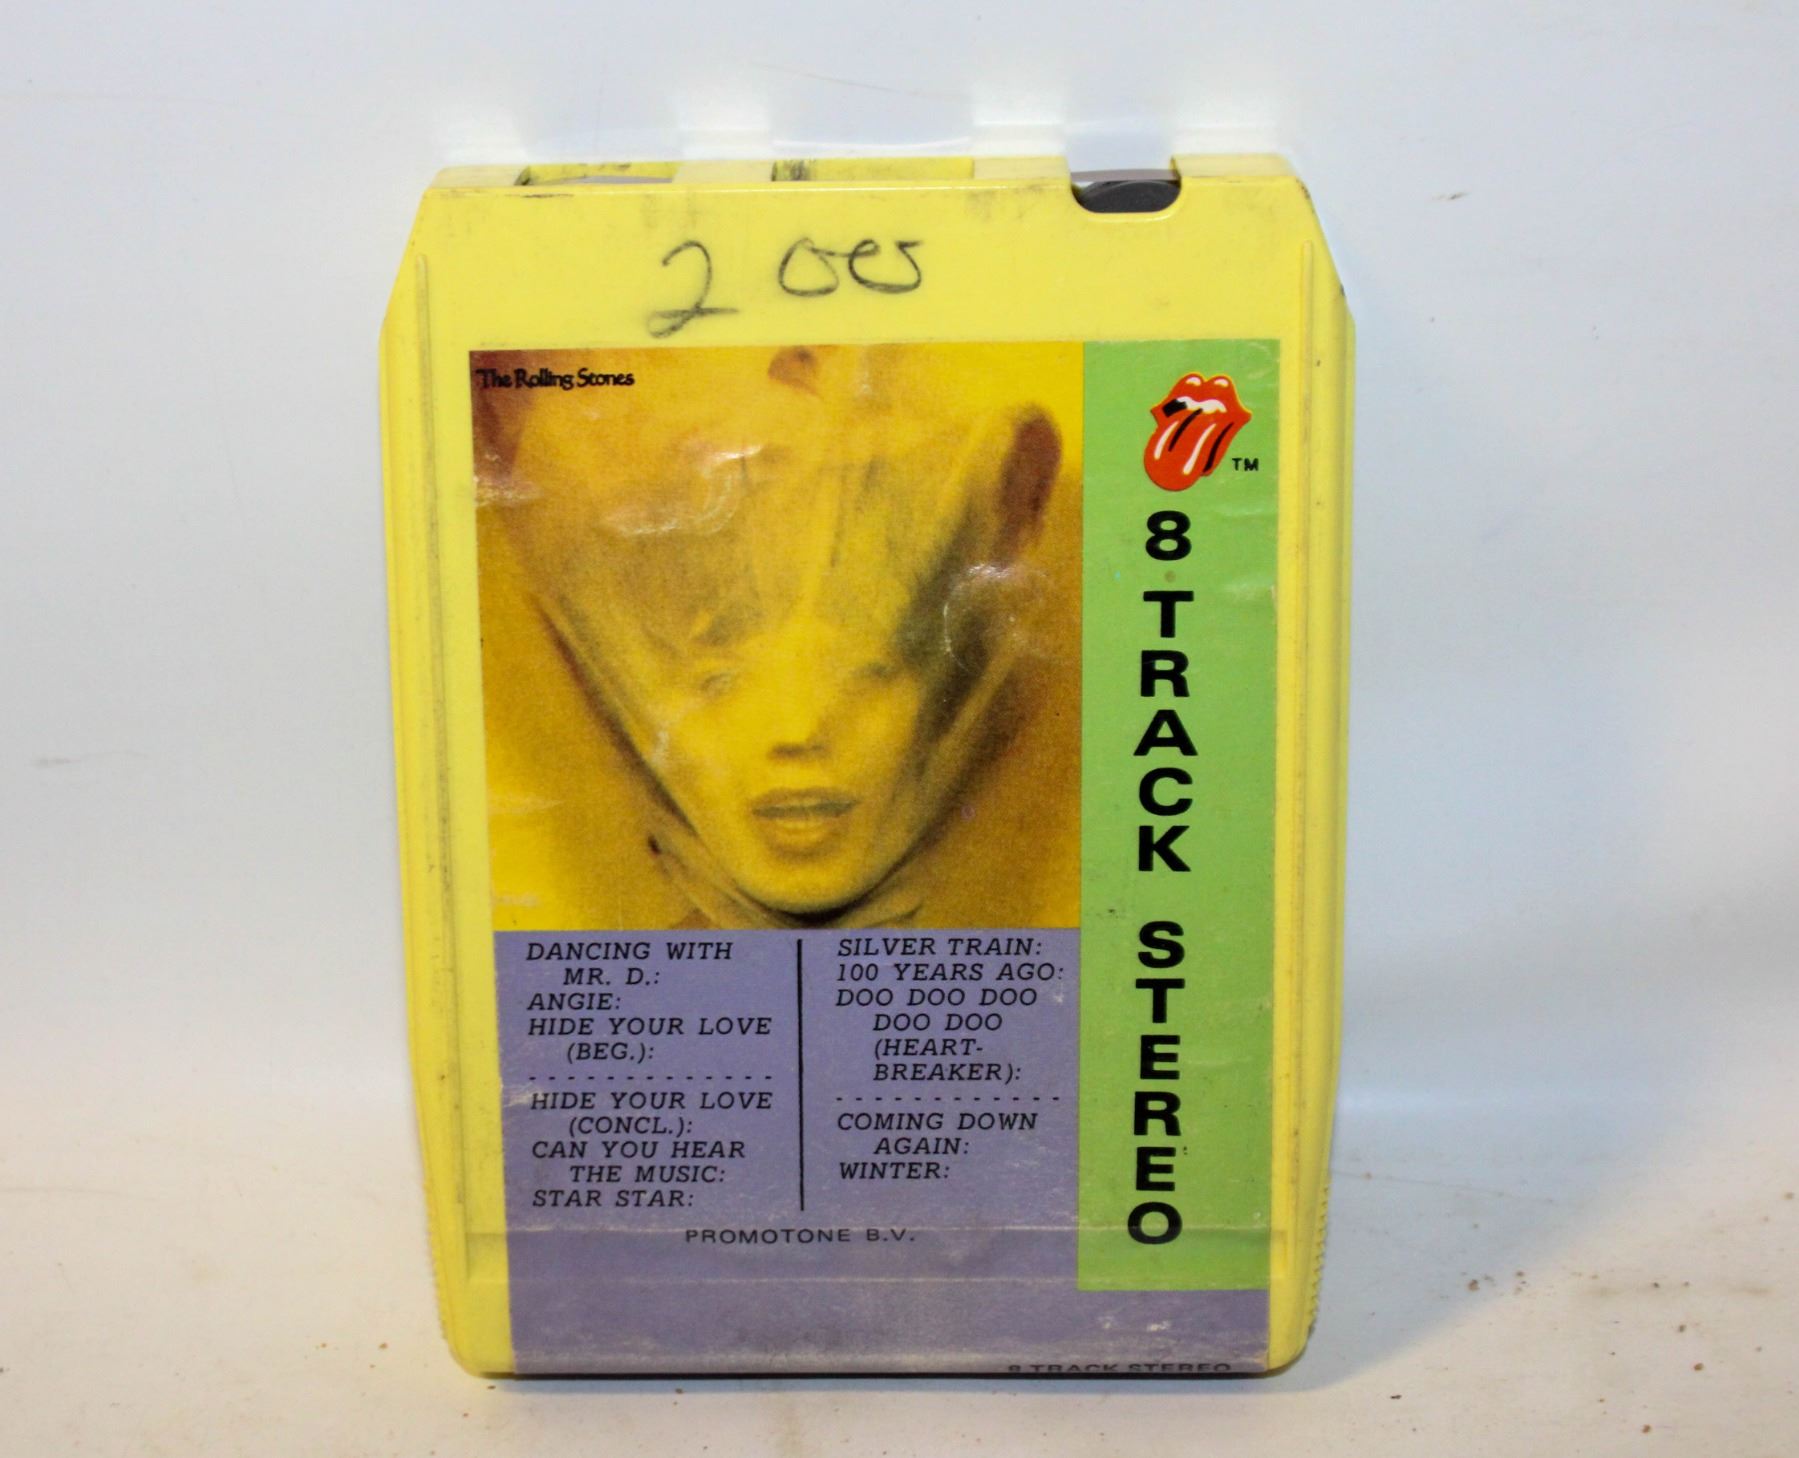 2 00
The Rolling Stones
TM
8 TRACK STEREO
DANCING WITH
MR. D.:
ANGIE:
HIDE YOUR LOVE
(BEG.):
HIDE YOUR LOVE
(CONCL.):
CAN YOU HEAR
THE MUSIC:
STAR STAR:
SILVER TRAIN:
100 YEARS AGO:
DOO DOO DOO
DOO DOO
(HEART-
BREAKER):
COMING DOWN
AGAIN:
WINTER:
PROMOTONE B.V.
8 TRACK STEREO